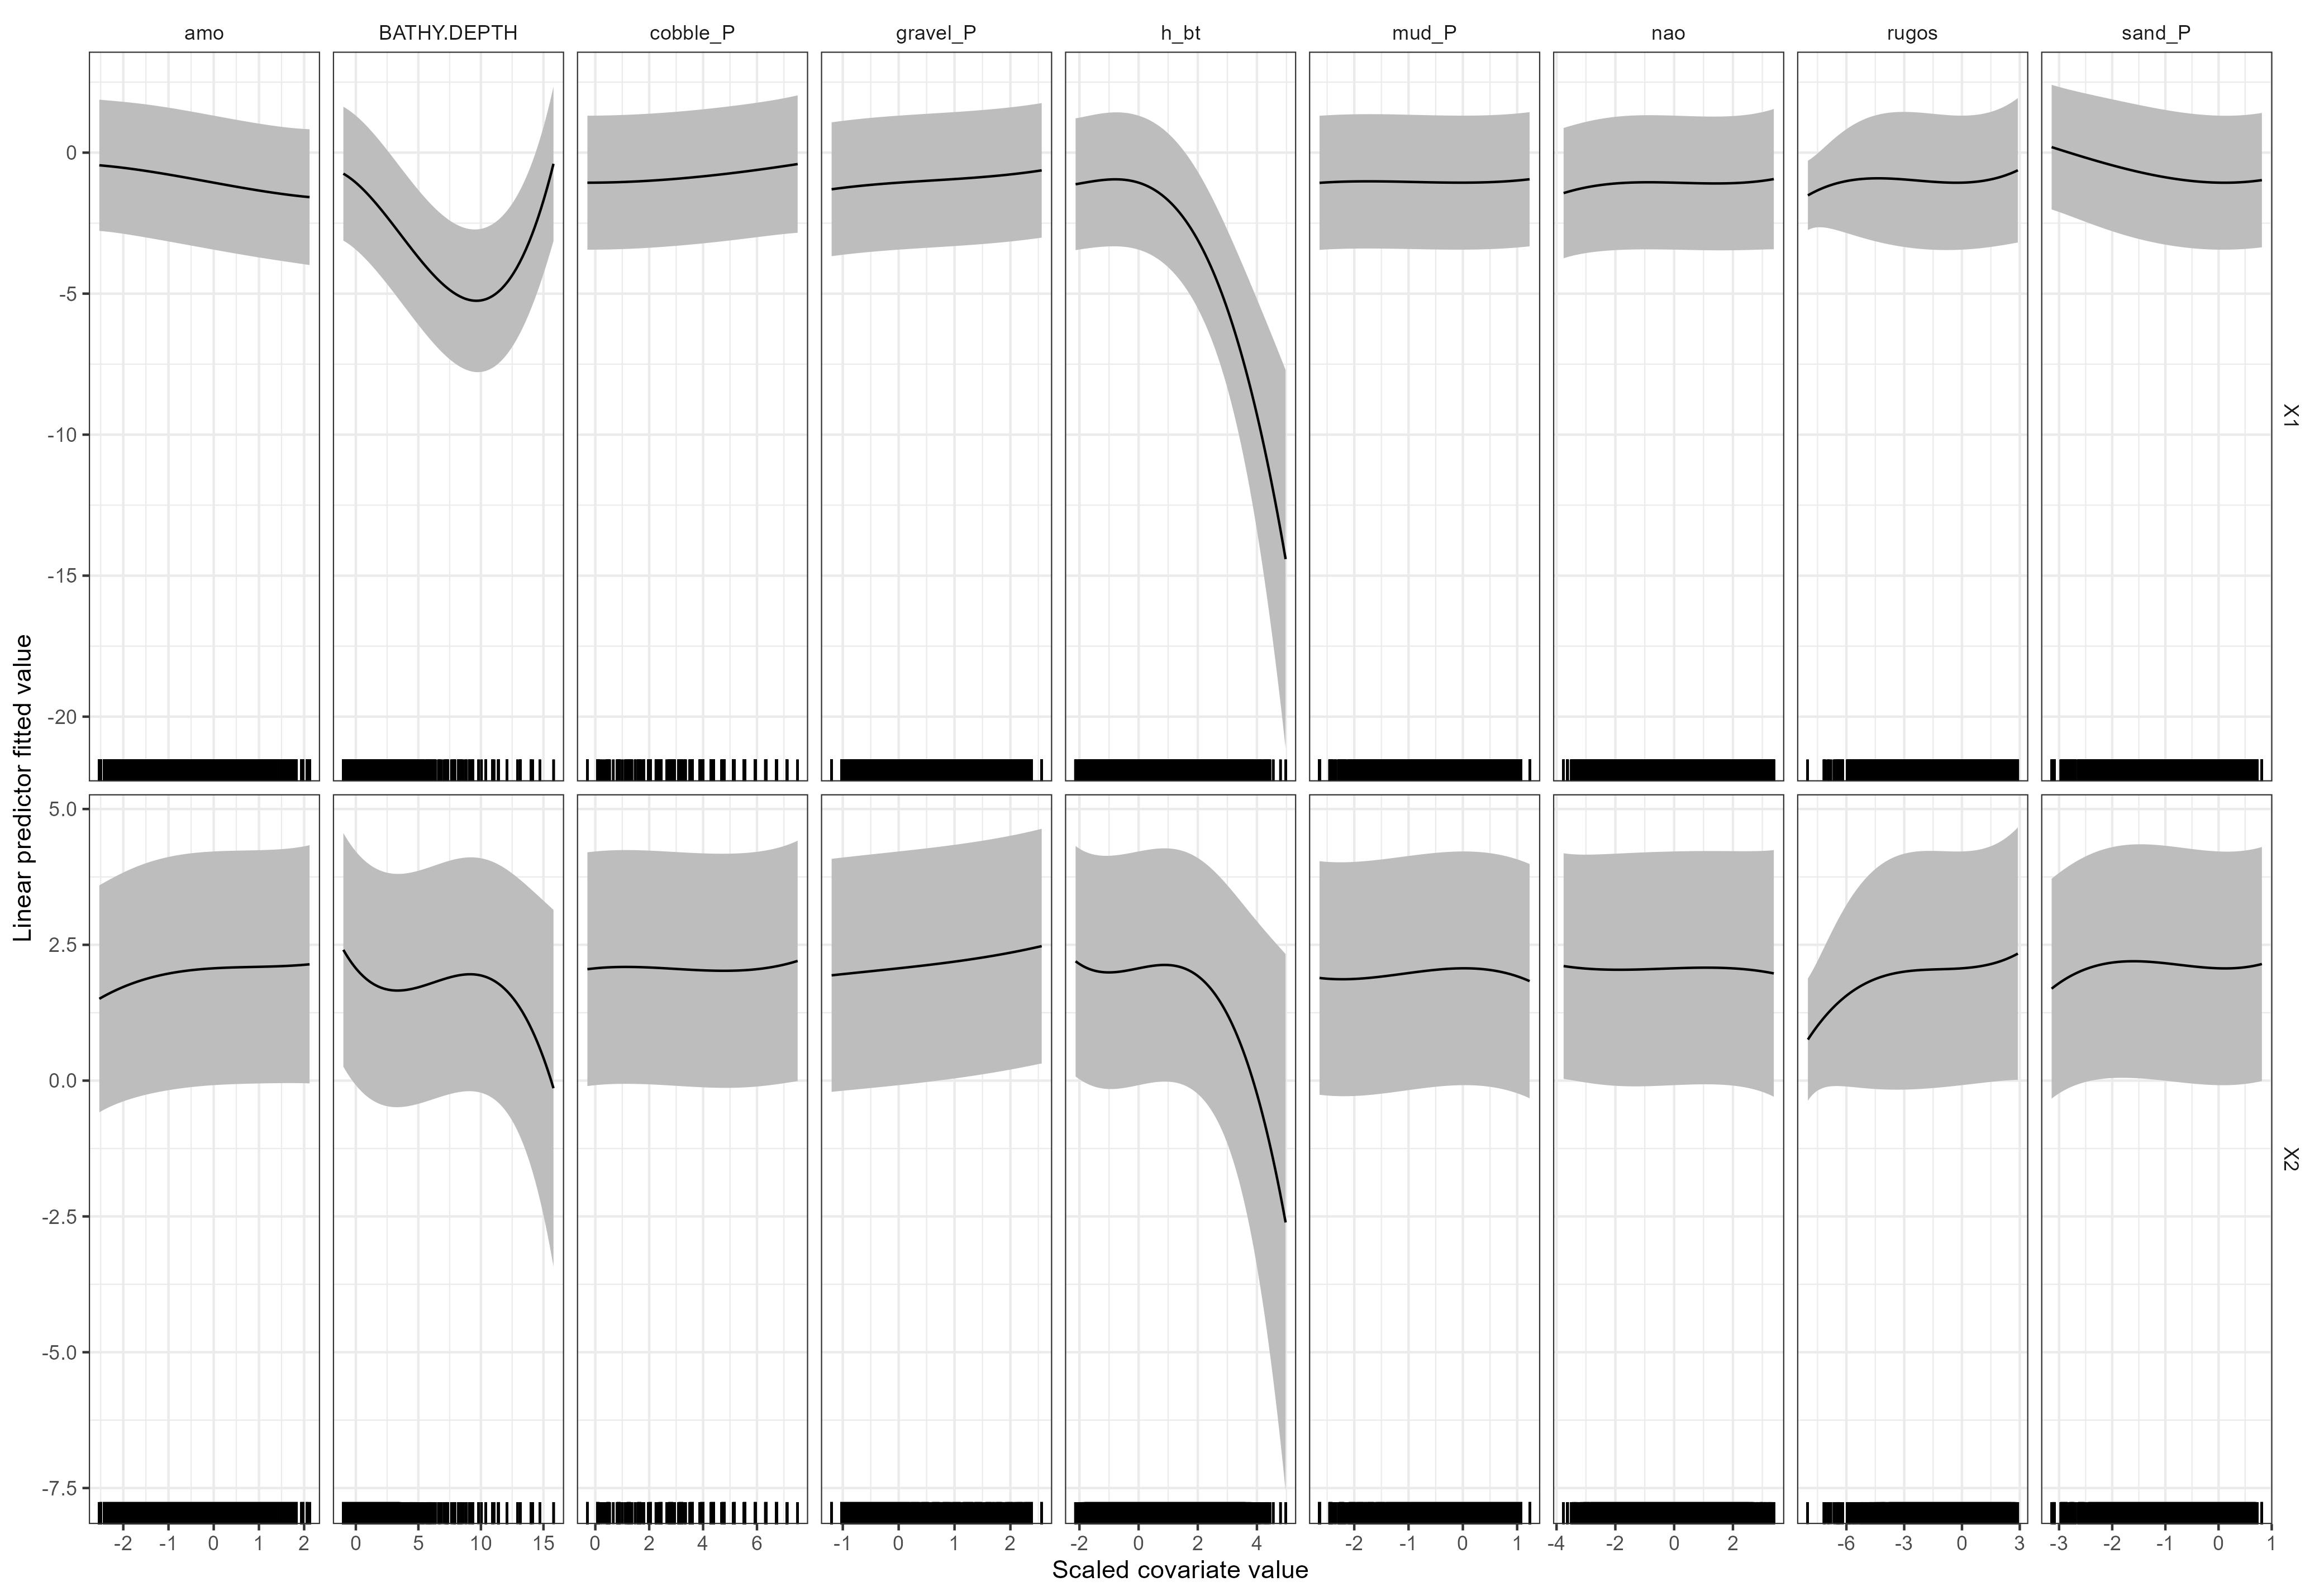 amo BATHY.DEPTH cobble_P gravel_P h_bt mud_P nao rugos sand_P
0
-5
-10
-15
-20
X1
5.0
2.5
0.0
-2.5
-5.0
-7.5
X2
Linear predictor fitted value
-2 -1 0 1 2 0 5 10 15 0 2 4 6 -1 0 1 2 -2 0 2 4 -2 -1 0 1 -4 -2 0 2 -6 -3 0 3 -3 -2 -1 0 1
Scaled covariate value